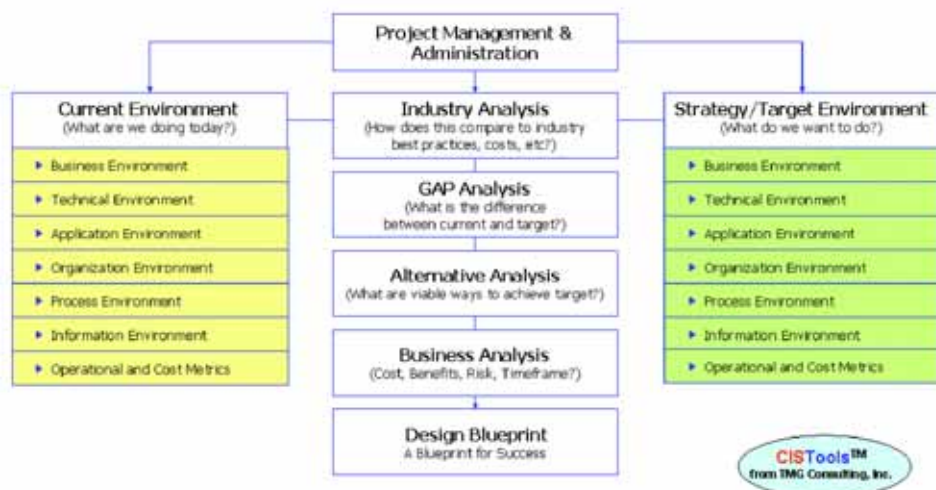 Project Management &
Administration
Current Environment
(What are we doing today?)
Business Environment
Technical Environment
Application Environment
Organization Environment
Process Environment
Information Environment
Operational and Cost Metrics
Industry Analysis
(How does this compare to industry
best practices, costs, etc?)
GAP Analysis
(What is the difference
between current and target?)
Alternative Analysis
(What are viable ways to achieve target?)
Business Analysis
(Cost, Benefits, Risk, Timeframe?)
Design Blueprint
A Blueprint for Success
Strategy/Target Environment
(What do we want to do?)
Business Environment
Technical Environment
Application Environment
Organization Environment
Process Environment
Information Environment
Operational and Cost Metrics
CISTools™
from TMG Consulting, Inc.